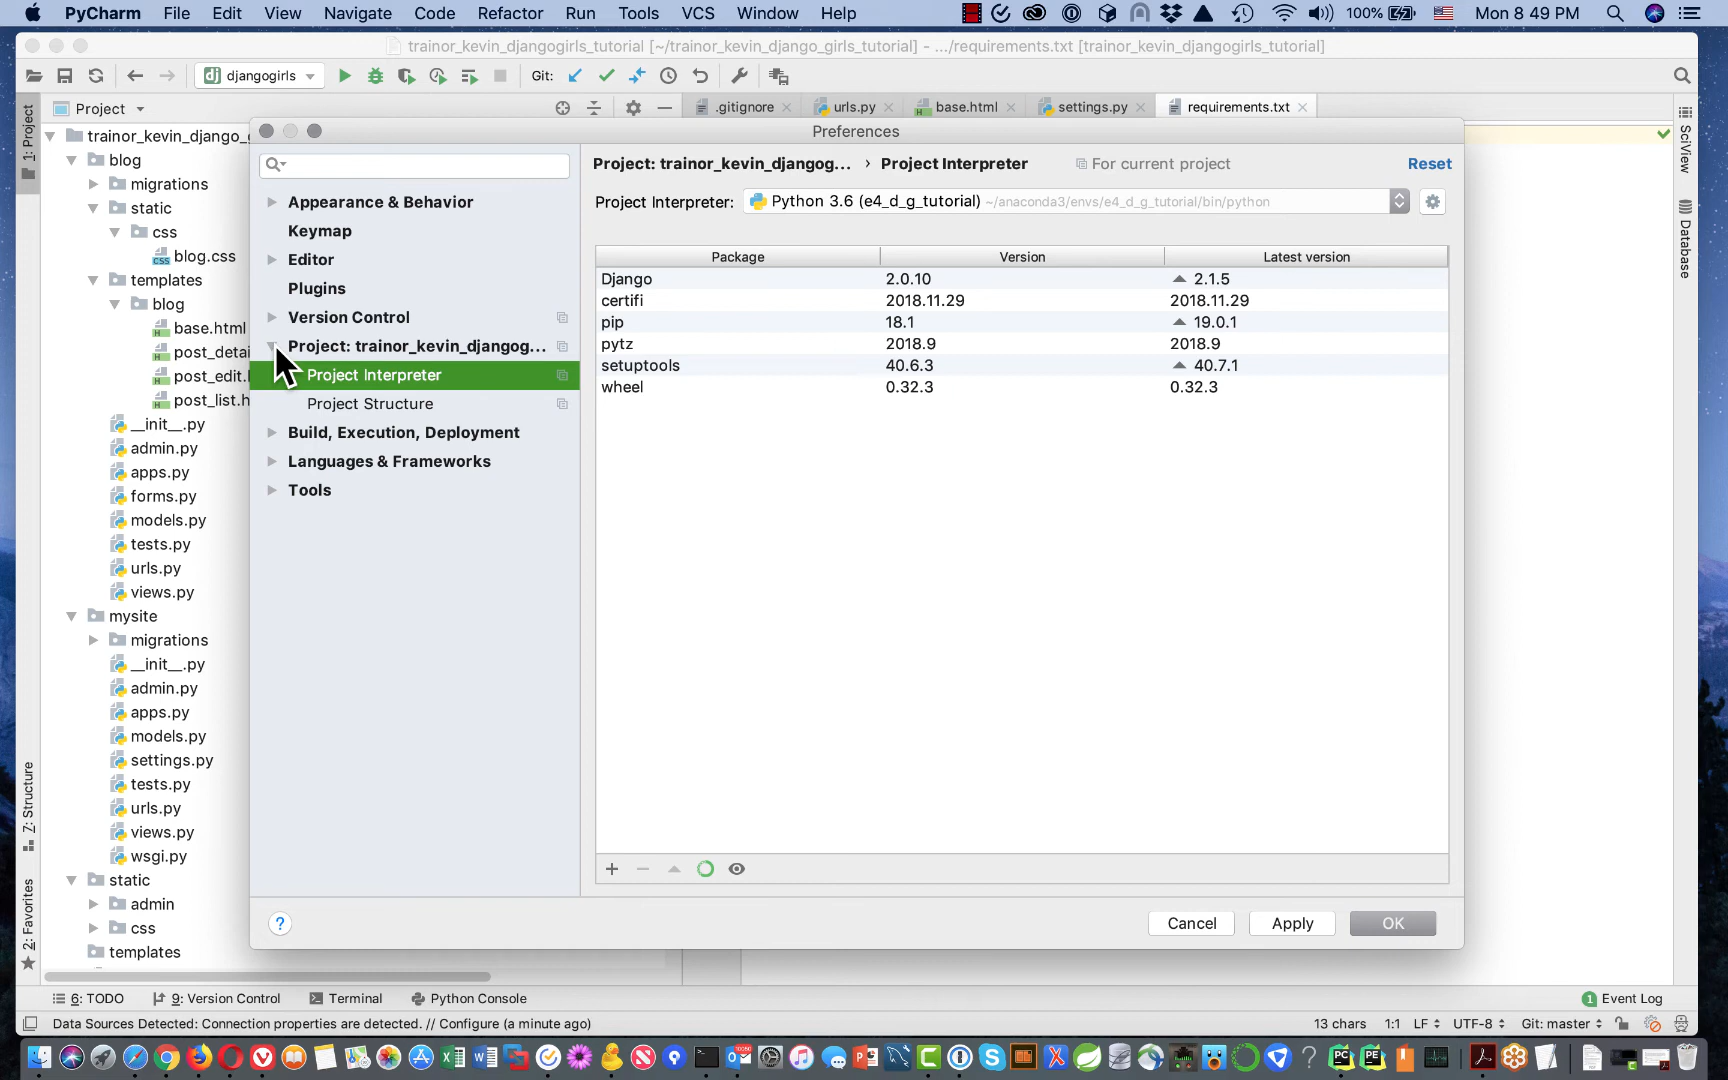 PyCharm File Edit View Navigate Code Refactor Run Tools VCS Window Help 100% Mon 8 49 PM
trainor_kevin_djangogirls_tutorial [~/trainor_kevin_django_girls_tutorial] - .../requirements.txt [trainor_kevin_djangogirls_tutorial]
djangogirls Git:
Project .gitignore urls.py base.html settings.py requirements.txt
1: Project
Z: Structure
2: Favorites
SciView
Database
trainor_kevin_django_
blog
migrations
static
css
blog.css
templates
blog
base.html
post_detai
post_edit.
post_list.h
__init__.py
admin.py
apps.py
forms.py
models.py
tests.py
urls.py
views.py
mysite
migrations
__init__.py
admin.py
apps.py
models.py
settings.py
tests.py
urls.py
views.py
wsgi.py
static
admin
css
templates
Preferences
Appearance & Behavior
Keymap
Editor
Plugins
Version Control
Project: trainor_kevin_djangog...
Project Interpreter
Project Structure
Build, Execution, Deployment
Languages & Frameworks
Tools
Project: trainor_kevin_djangog... › Project Interpreter For current project Reset
Project Interpreter: Python 3.6 (e4_d_g_tutorial) ~/anaconda3/envs/e4_d_g_tutorial/bin/python
Package Version Latest version
Django 2.0.10 2.1.5
certifi 2018.11.29 2018.11.29
pip 18.1 19.0.1
pytz 2018.9 2018.9
setuptools 40.6.3 40.7.1
wheel 0.32.3 0.32.3
? Cancel Apply OK
6: TODO 9: Version Control Terminal Python Console 1 Event Log
Data Sources Detected: Connection properties are detected. // Configure (a minute ago) 13 chars 1:1 LF UTF-8 Git: master